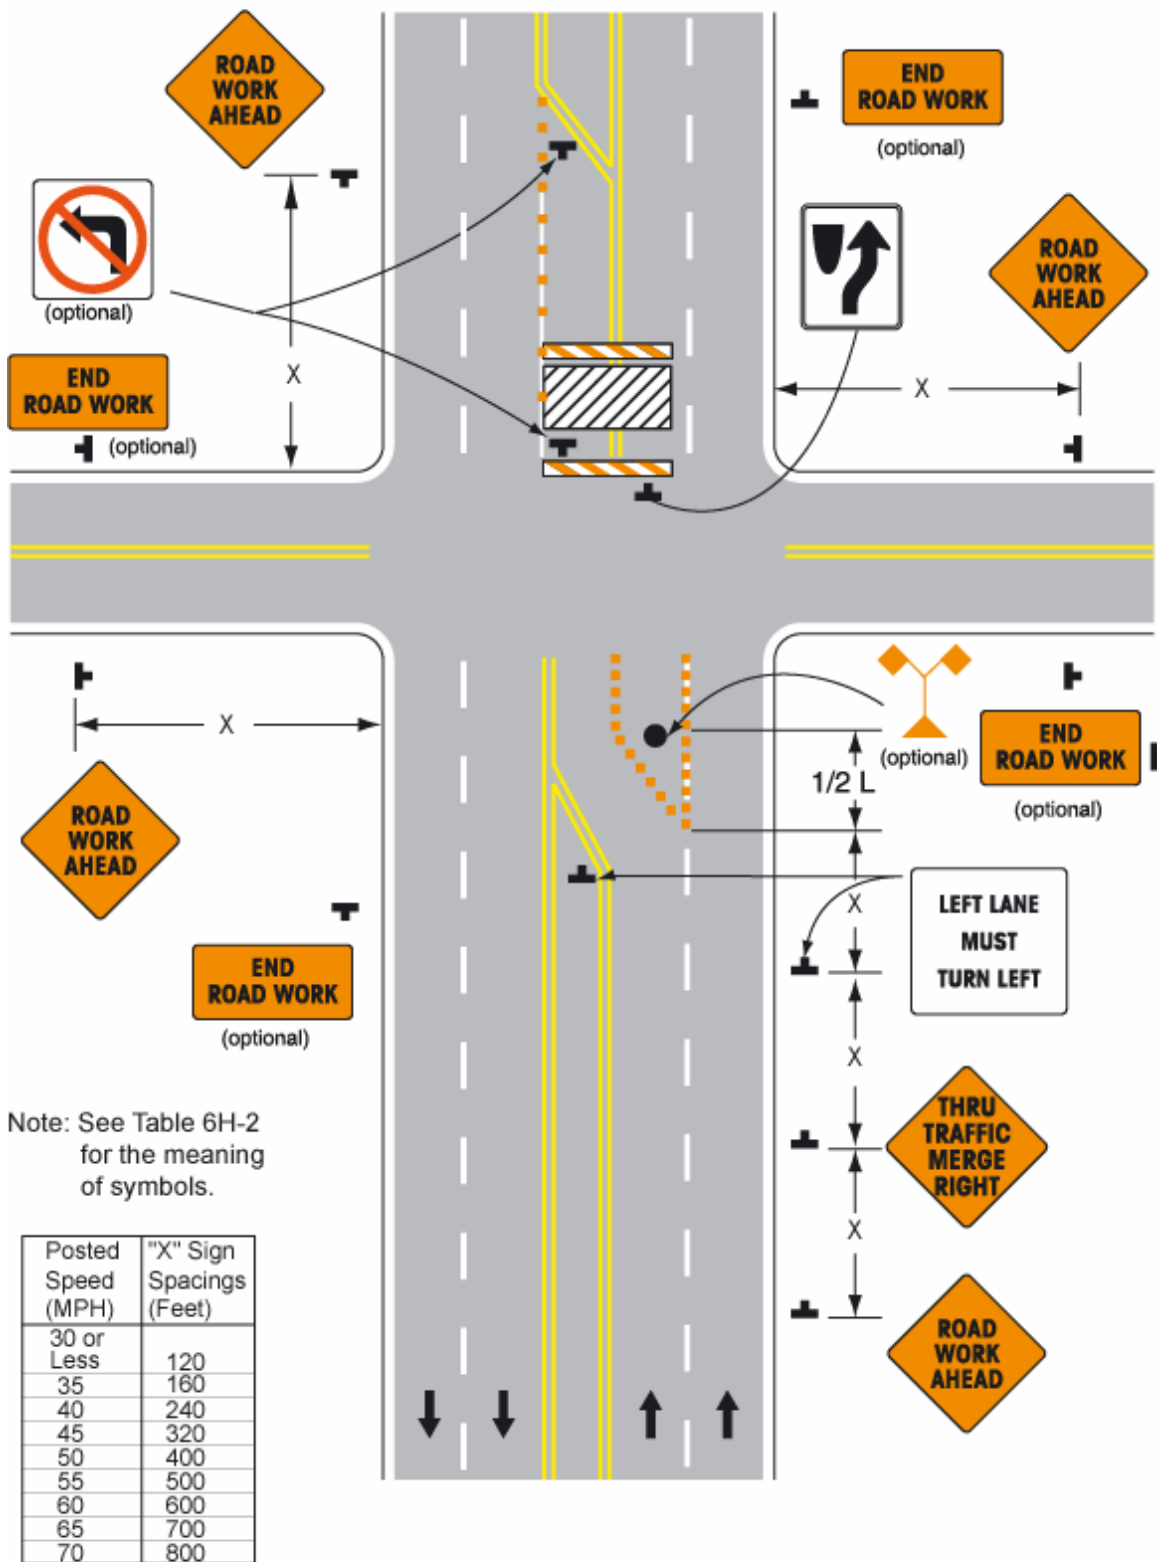 ROAD
WORK
AHEAD
END
ROAD WORK
(optional)
(optional)
ROAD
WORK
AHEAD
END
ROAD WORK
(optional)
X
X
X
ROAD
WORK
AHEAD
(optional)
END
ROAD WORK
(optional)
1/2 L
X
LEFT LANE
MUST
TURN LEFT
END
ROAD WORK
(optional)
X
THRU
TRAFFIC
MERGE
RIGHT
X
ROAD
WORK
AHEAD
Note: See Table 6H-2
for the meaning
of symbols.
Posted Speed (MPH) "X" Sign Spacings (Feet)
30 or Less 120
35 160
40 240
45 320
50 400
55 500
60 600
65 700
70 800